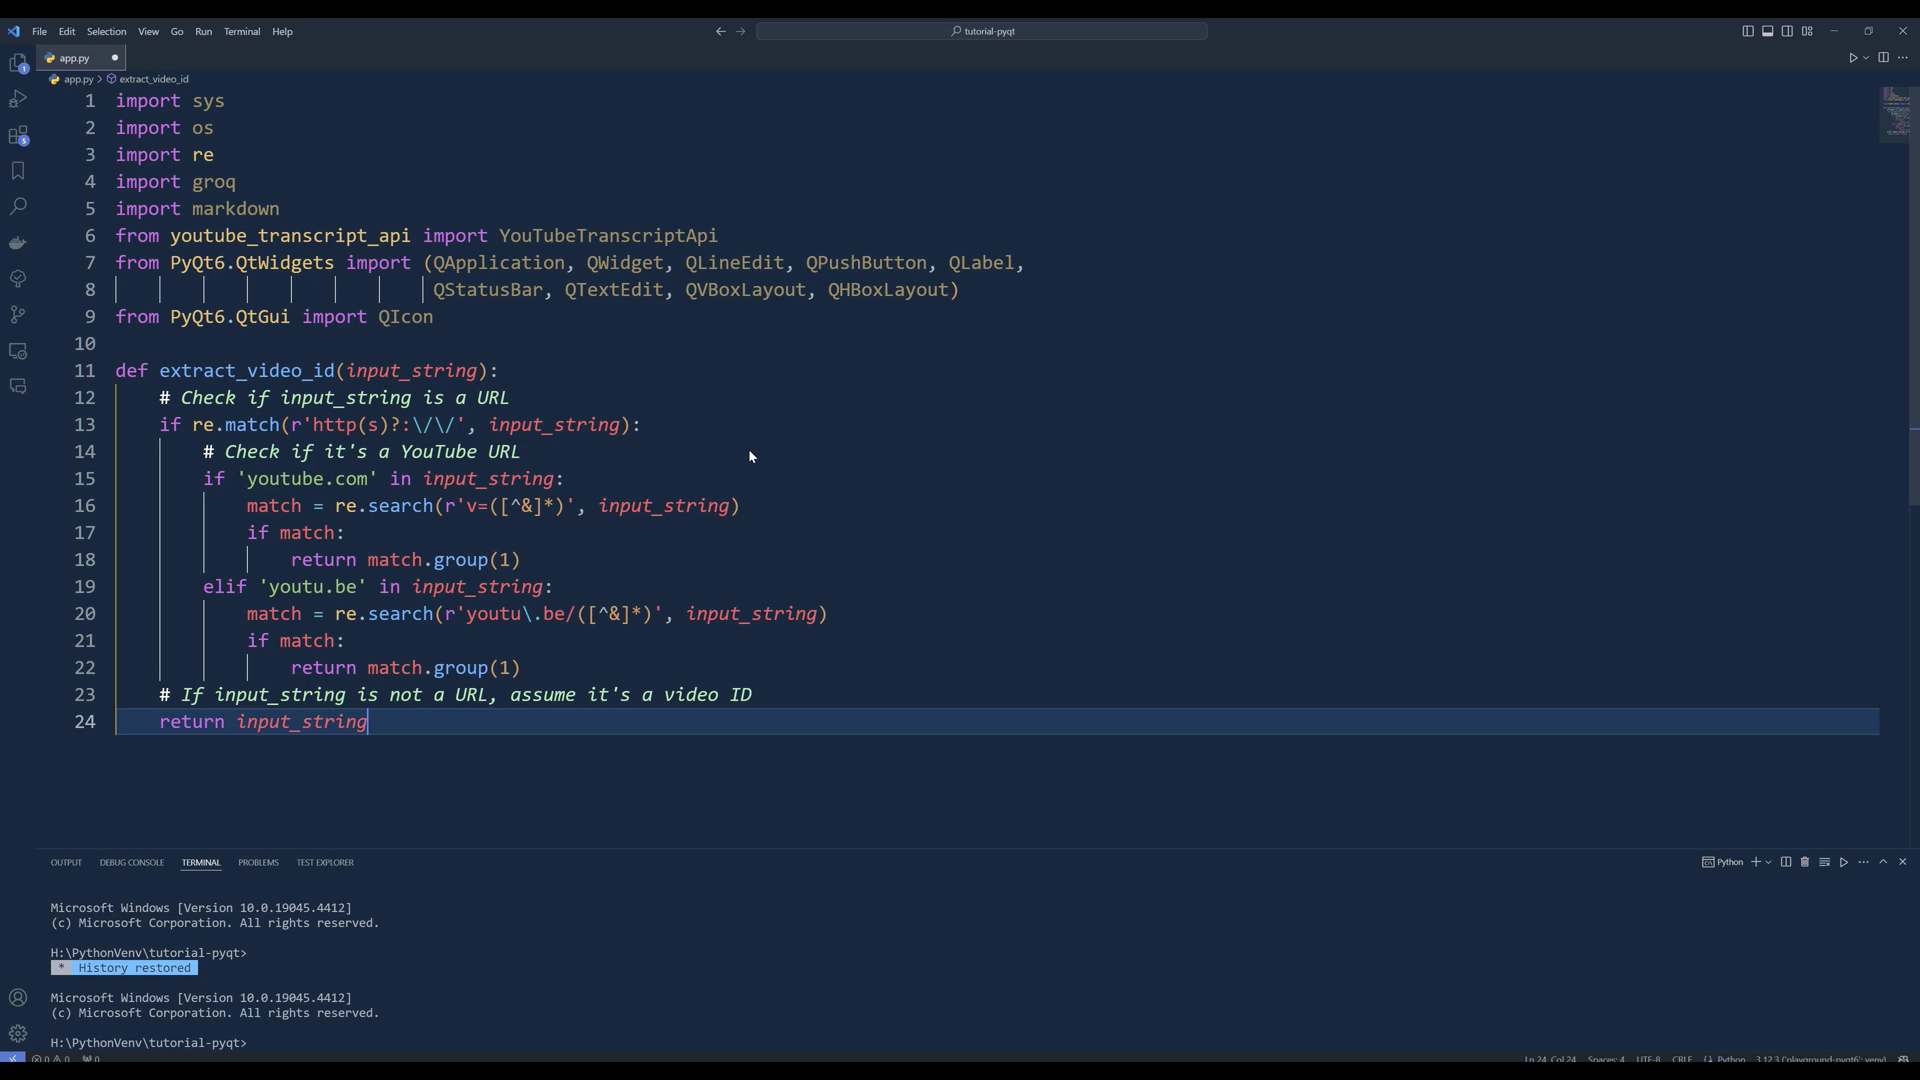 File Edit Selection View Go Run Terminal Help
tutorial-pyqt
app.py
app.py > extract_video_id
1 import sys
2 import os
3 import re
4 import groq
5 import markdown
6 from youtube_transcript_api import YouTubeTranscriptApi
7 from PyQt6.QtWidgets import (QApplication, QWidget, QLineEdit, QPushButton, QLabel,
8 QStatusBar, QTextEdit, QVBoxLayout, QHBoxLayout)
9 from PyQt6.QtGui import QIcon
10
11 def extract_video_id(input_string):
12 # Check if input_string is a URL
13 if re.match(r'http(s)?:\/\/', input_string):
14 # Check if it's a YouTube URL
15 if 'youtube.com' in input_string:
16 match = re.search(r'v=([^&]*)', input_string)
17 if match:
18 return match.group(1)
19 elif 'youtu.be' in input_string:
20 match = re.search(r'youtu\.be/([^&]*)', input_string)
21 if match:
22 return match.group(1)
23 # If input_string is not a URL, assume it's a video ID
24 return input_string
OUTPUT DEBUG CONSOLE TERMINAL PROBLEMS TEST EXPLORER
Python
Microsoft Windows [Version 10.0.19045.4412]
(c) Microsoft Corporation. All rights reserved.
H:\PythonVenv\tutorial-pyqt>
* History restored
Microsoft Windows [Version 10.0.19045.4412]
(c) Microsoft Corporation. All rights reserved.
H:\PythonVenv\tutorial-pyqt>
0 0 0 Ln 24, Col 24 Spaces: 4 UTF-8 CRLF Python 3.12.3 ('playground-pyqt6': venv)